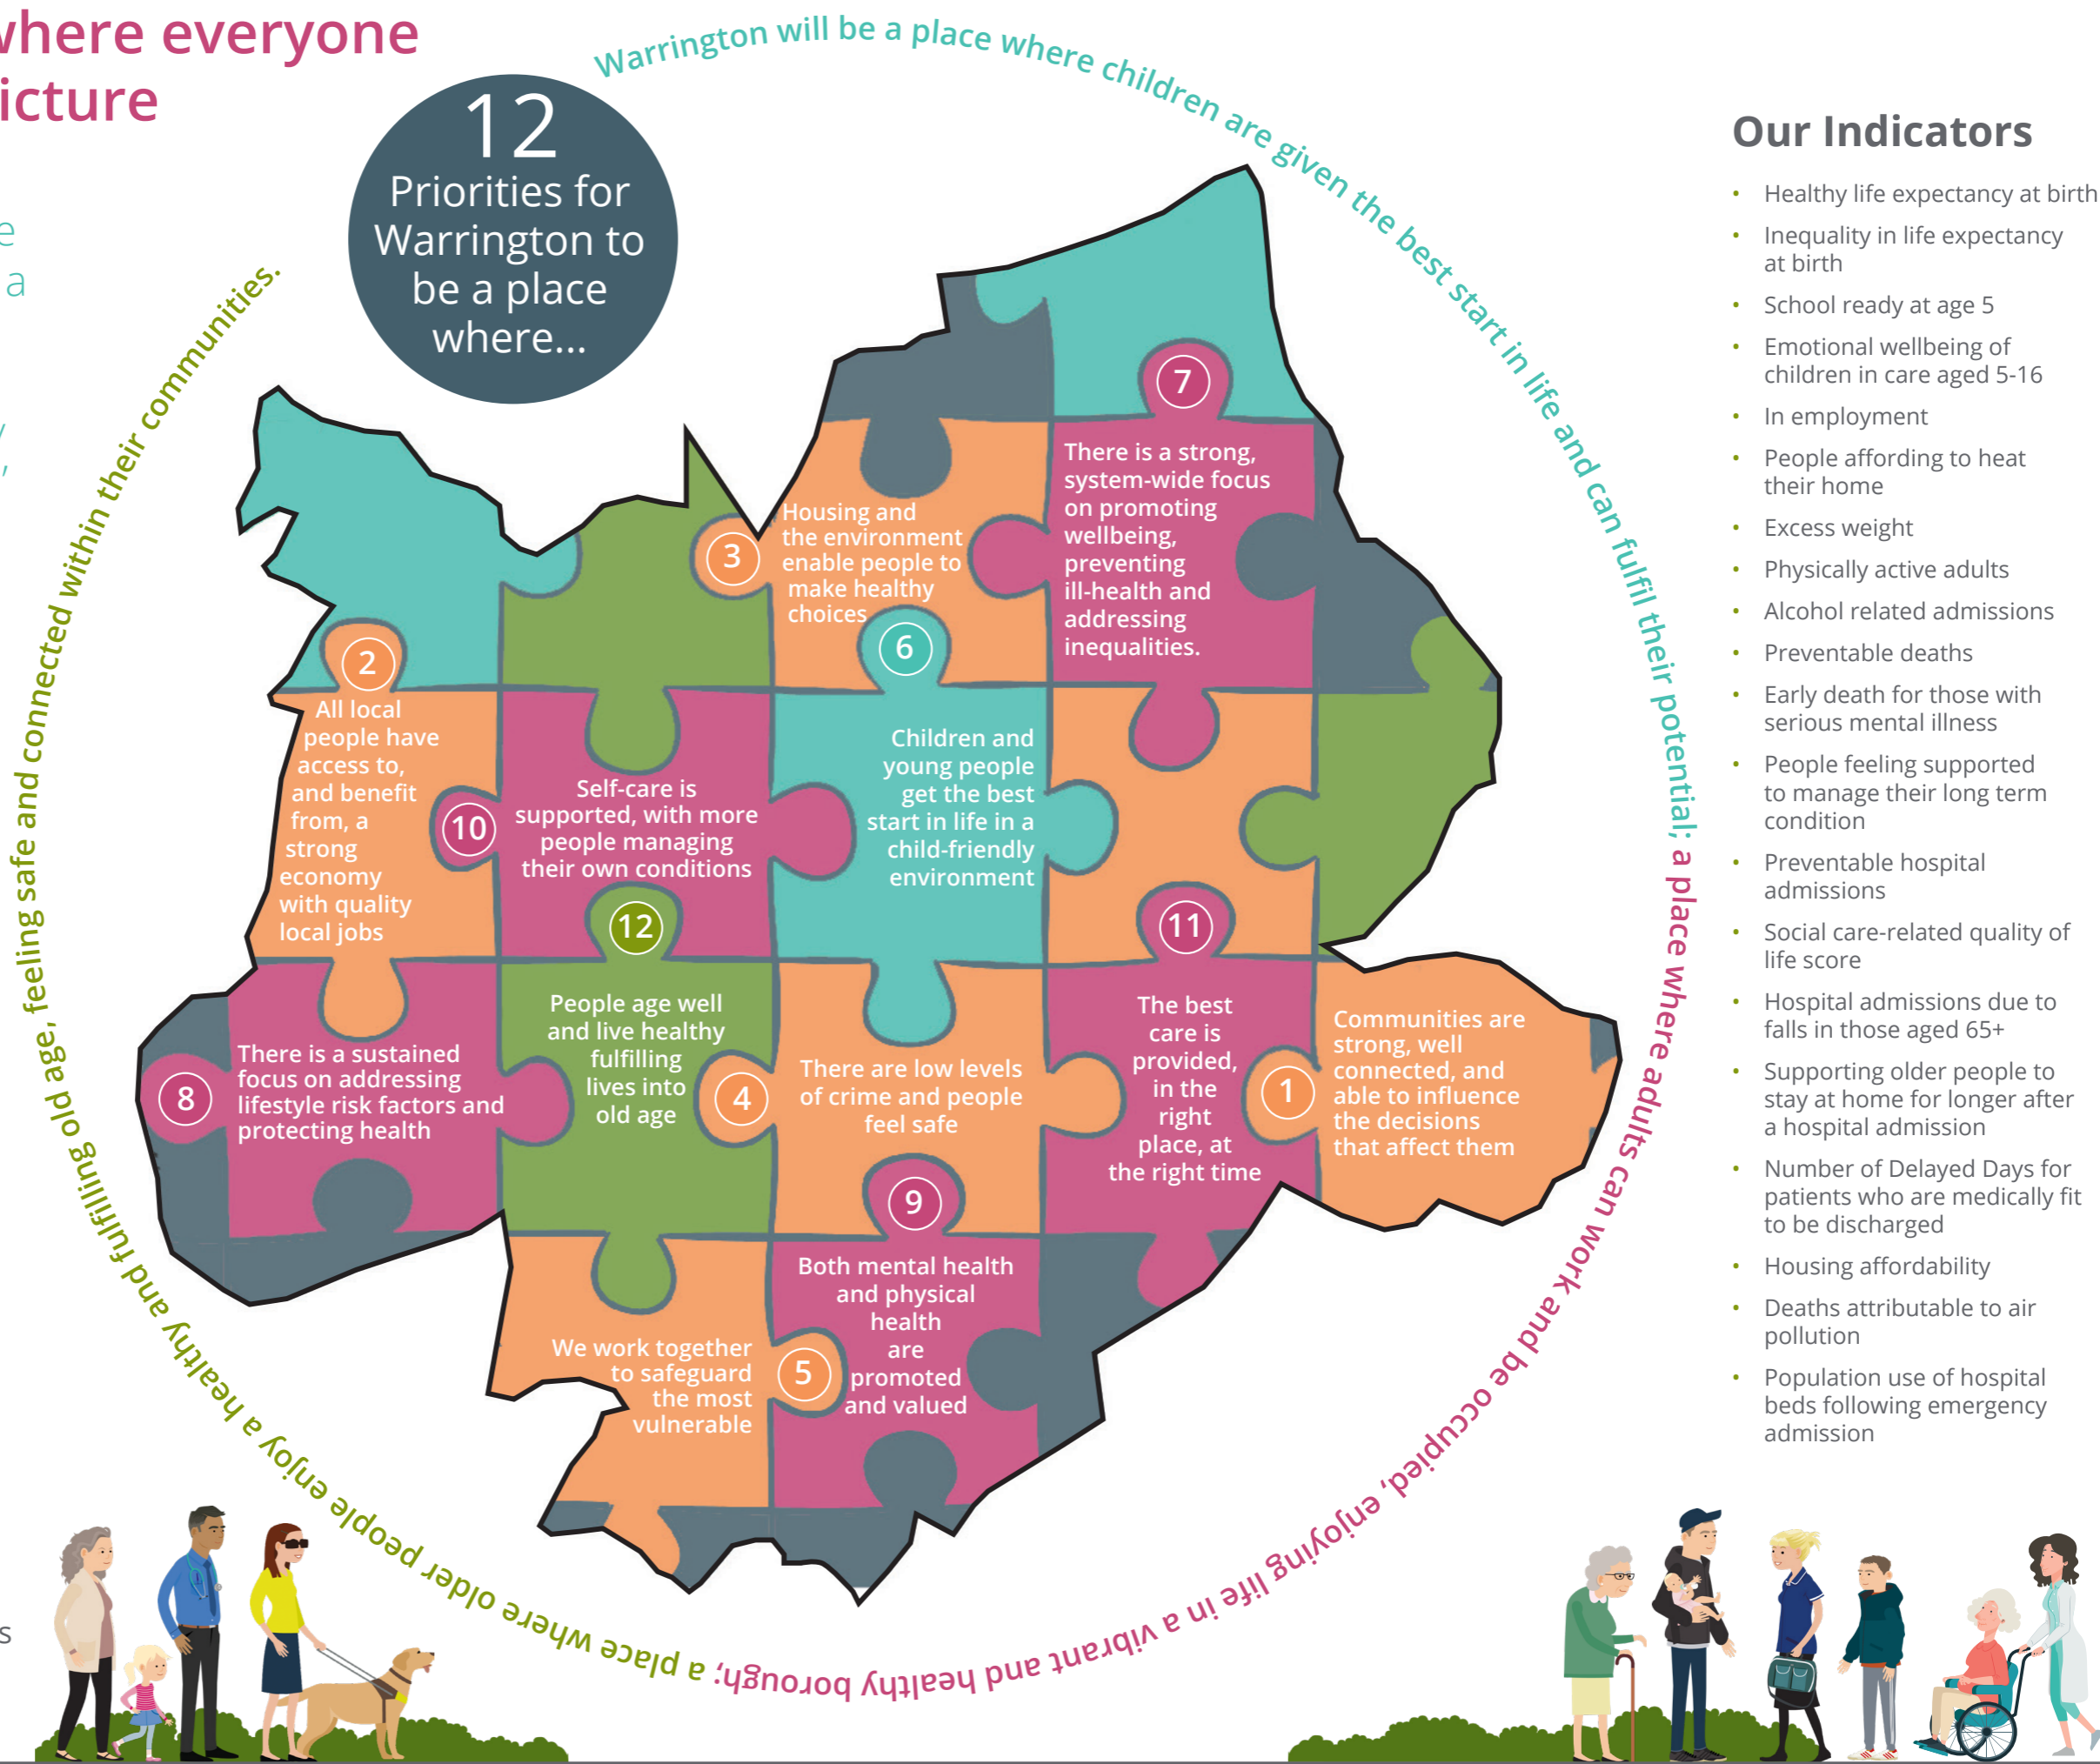 where everyone
icture
e
a
y
,
s
12
Priorities for
Warrington to
be a place
where...
Warrington will be a place where children are given the best start in life and can fulfil their potential; a place where adults can work and be occupied, enjoying life in a vibrant and healthy borough; a place where older people enjoy a healthy and fulfilling old age, feeling safe and connected within their communities.
7
There is a strong,
system-wide focus
on promoting
wellbeing,
preventing
ill-health and
addressing
inequalities.
3
Housing and
the environment
enable people to
make healthy
choices
6
Children and
young people
get the best
start in life in a
child-friendly
environment
2
All local
people have
access to,
and benefit
from, a
strong
economy
with quality
local jobs
10
Self-care is
supported, with more
people managing
their own conditions
12
People age well
and live healthy
fulfilling
lives into
old age
11
The best
care is
provided,
in the
right
place, at
the right time
1
Communities are
strong, well
connected, and
able to influence
the decisions
that affect them
8
There is a sustained
focus on addressing
lifestyle risk factors and
protecting health
4
There are low levels
of crime and people
feel safe
9
Both mental health
and physical
health
are
promoted
and valued
5
We work together
to safeguard
the most
vulnerable
Our Indicators
• Healthy life expectancy at birth
• Inequality in life expectancy
at birth
• School ready at age 5
• Emotional wellbeing of
children in care aged 5-16
• In employment
• People affording to heat
their home
• Excess weight
• Physically active adults
• Alcohol related admissions
• Preventable deaths
• Early death for those with
serious mental illness
• People feeling supported
to manage their long term
condition
• Preventable hospital
admissions
• Social care-related quality of
life score
• Hospital admissions due to
falls in those aged 65+
• Supporting older people to
stay at home for longer after
a hospital admission
• Number of Delayed Days for
patients who are medically fit
to be discharged
• Housing affordability
• Deaths attributable to air
pollution
• Population use of hospital
beds following emergency
admission